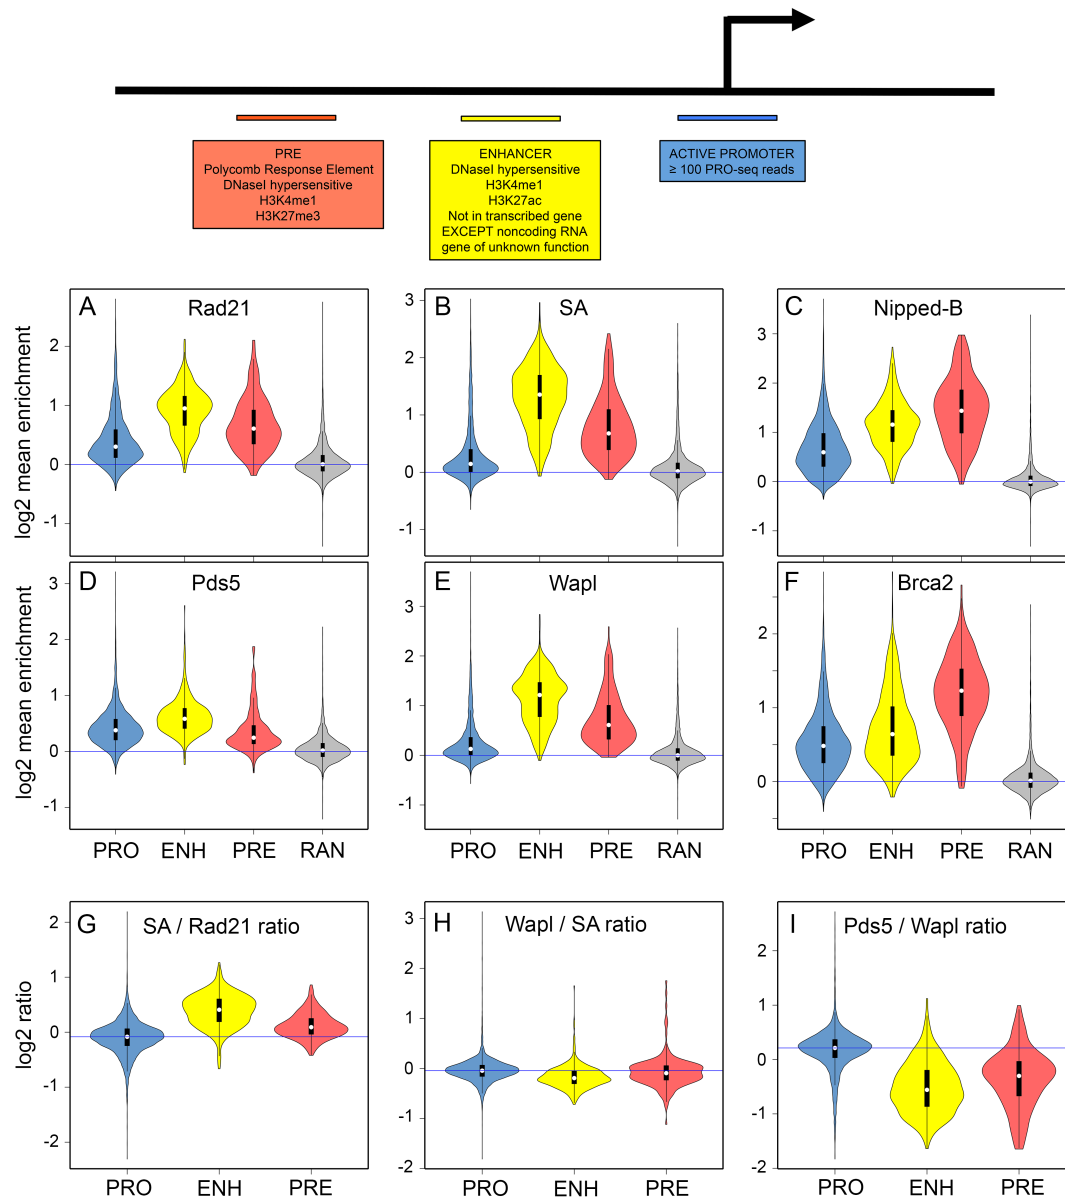 PRE
Polycomb Response Element
DNaseI hypersensitive
H3K4me1
H3K27me3
ENHANCER
DNaseI hypersensitive
H3K4me1
H3K27ac
Not in transcribed gene
EXCEPT noncoding RNA
gene of unknown function
ACTIVE PROMOTER
≥ 100 PRO-seq reads
A
Rad21
log2 mean enrichment
2
1
0
-1
B
SA
3
2
1
0
-1
C
Nipped-B
3
2
1
0
-1
D
Pds5
log2 mean enrichment
3
2
1
0
-1
PRO ENH PRE RAN
E
Wapl
3
2
1
0
-1
PRO ENH PRE RAN
F
Brca2
2
1
0
PRO ENH PRE RAN
G
SA / Rad21 ratio
log2 ratio
2
1
0
-1
-2
PRO ENH PRE
H
Wapl / SA ratio
3
2
1
0
-1
-2
PRO ENH PRE
I
Pds5 / Wapl ratio
2
1
0
-1
-2
PRO ENH PRE